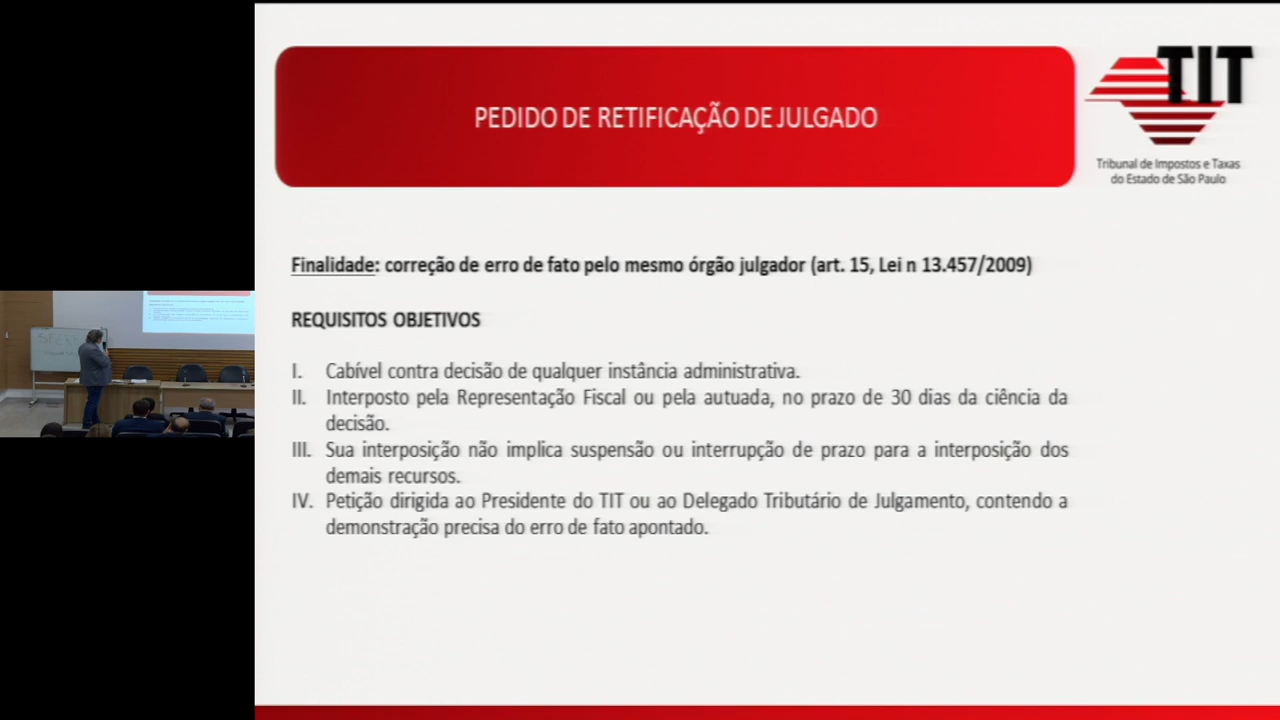 PEDIDO DE RETIFICAÇÃO DE JULGADO
TIT
Tribunal de Impostos e Taxas
do Estado de São Paulo
Finalidade: correção de erro de fato pelo mesmo órgão julgador (art. 15, Lei n 13.457/2009)
REQUISITOS OBJETIVOS
I. Cabível contra decisão de qualquer instância administrativa.
II. Interposto pela Representação Fiscal ou pela autuada, no prazo de 30 dias da ciência da
decisão.
III. Sua interposição não implica suspensão ou interrupção de prazo para a interposição dos
demais recursos.
IV. Petição dirigida ao Presidente do TIT ou ao Delegado Tributário de Julgamento, contendo a
demonstração precisa do erro de fato apontado.